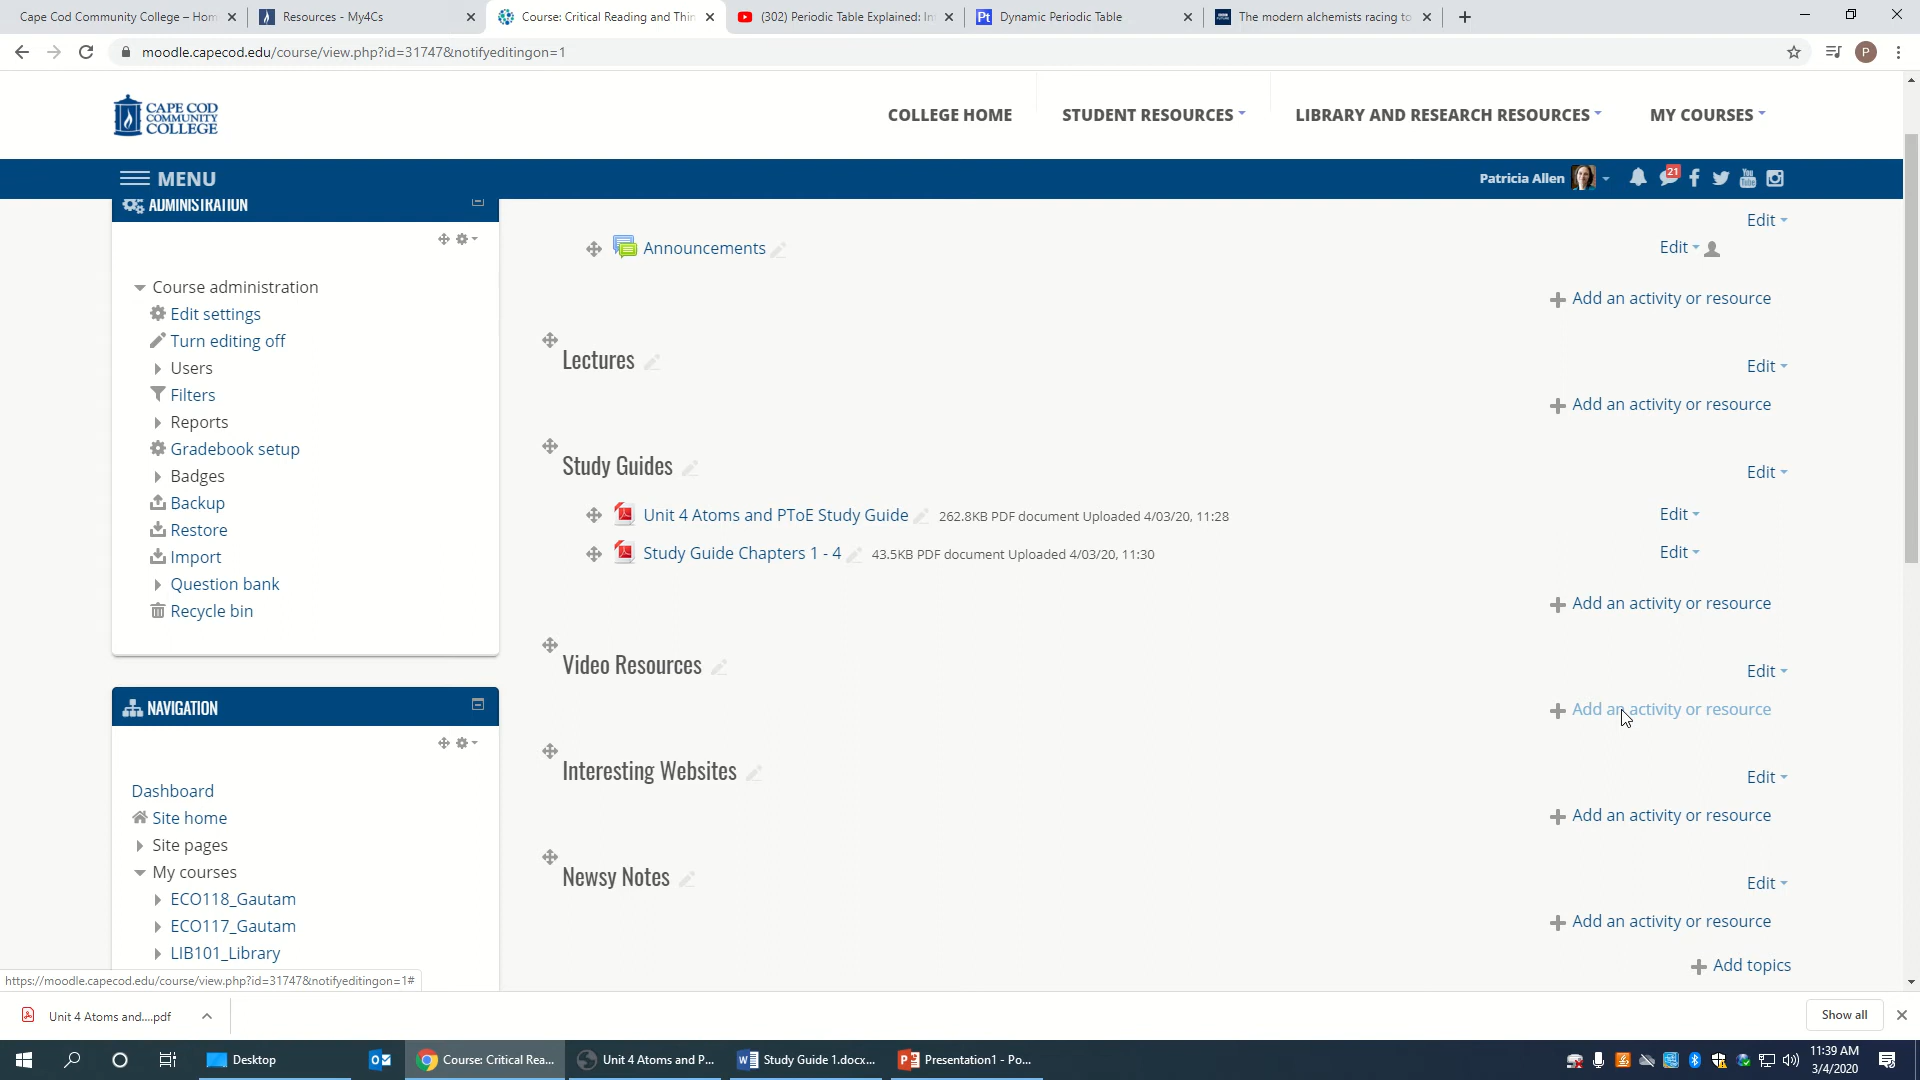 Cape Cod Community College – Hom
Resources - My4Cs
Course: Critical Reading and Thin
(302) Periodic Table Explained: In
Dynamic Periodic Table
The modern alchemists racing to
moodle.capecod.edu/course/view.php?id=31747&notifyeditingon=1
P
CAPE COD
COMMUNITY
COLLEGE
COLLEGE HOME
STUDENT RESOURCES
LIBRARY AND RESEARCH RESOURCES
MY COURSES
MENU
Patricia Allen
21
You
Tube
ADMINISTRATION
Course administration
Edit settings
Turn editing off
Users
Filters
Reports
Gradebook setup
Badges
Backup
Restore
Import
Question bank
Recycle bin
NAVIGATION
Dashboard
Site home
Site pages
My courses
ECO118_Gautam
ECO117_Gautam
LIB101_Library
Edit
Announcements
Edit
Add an activity or resource
Lectures
Edit
Add an activity or resource
Study Guides
Edit
Unit 4 Atoms and PToE Study Guide 262.8KB PDF document Uploaded 4/03/20, 11:28
Edit
Study Guide Chapters 1 - 4 43.5KB PDF document Uploaded 4/03/20, 11:30
Edit
Add an activity or resource
Video Resources
Edit
Add an activity or resource
Interesting Websites
Edit
Add an activity or resource
Newsy Notes
Edit
Add an activity or resource
Add topics
https://moodle.capecod.edu/course/view.php?id=31747&notifyeditingon=1#
Unit 4 Atoms and....pdf
Show all
Desktop
Course: Critical Rea...
Unit 4 Atoms and P...
Study Guide 1.docx...
Presentation1 - Po...
11:39 AM
3/4/2020